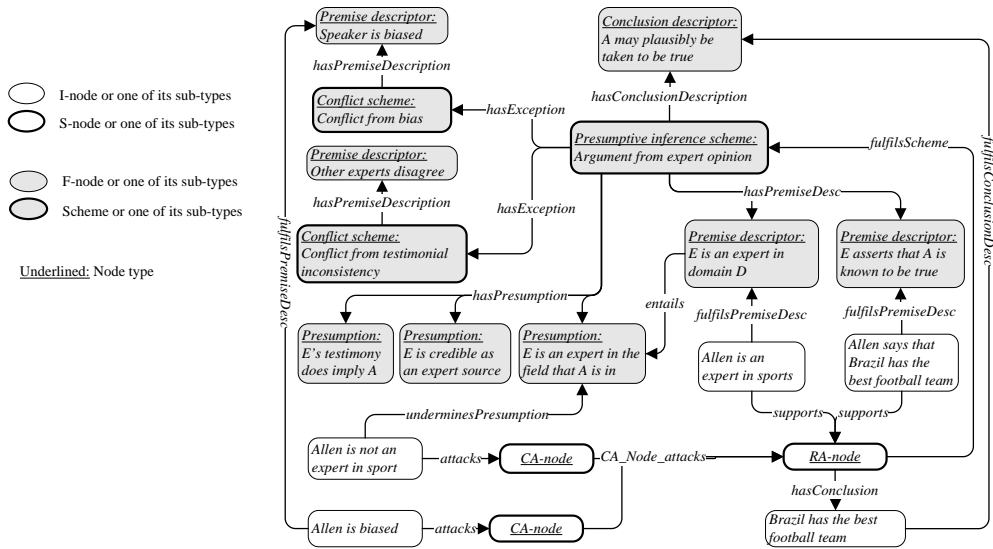 Premise descriptor:
Speaker is biased
Conclusion descriptor:
A may plausibly be
taken to be true
hasPremiseDescription
hasConclusionDescription
I-node or one of its sub-types
S-node or one of its sub-types
Conflict scheme:
Conflict from bias
hasException
Presumptive inference scheme:
Argument from expert opinion
fulfilsScheme
fulfilsConclusionDesc
Premise descriptor:
Other experts disagree
F-node or one of its sub-types
Scheme or one of its sub-types
hasPremiseDesc
hasPremiseDescription
hasException
fulfilsPremiseDesc
Conflict scheme:
Conflict from testimonial
inconsistency
Premise descriptor:
E is an expert in
domain D
Premise descriptor:
E asserts that A is
known to be true
Underlined: Node type
hasPresumption
entails
fulfilsPremiseDesc
fulfilsPremiseDesc
Presumption:
E's testimony
does imply A
Presumption:
E is credible as
an expert source
Presumption:
E is an expert in the
field that A is in
Allen is an
expert in sports
Allen says that
Brazil has the
best football team
underminesPresumption
supports
supports
Allen is not an
expert in sport
attacks
CA-node
CA_Node_attacks
RA-node
hasConclusion
Allen is biased
attacks
CA-node
Brazil has the best
football team